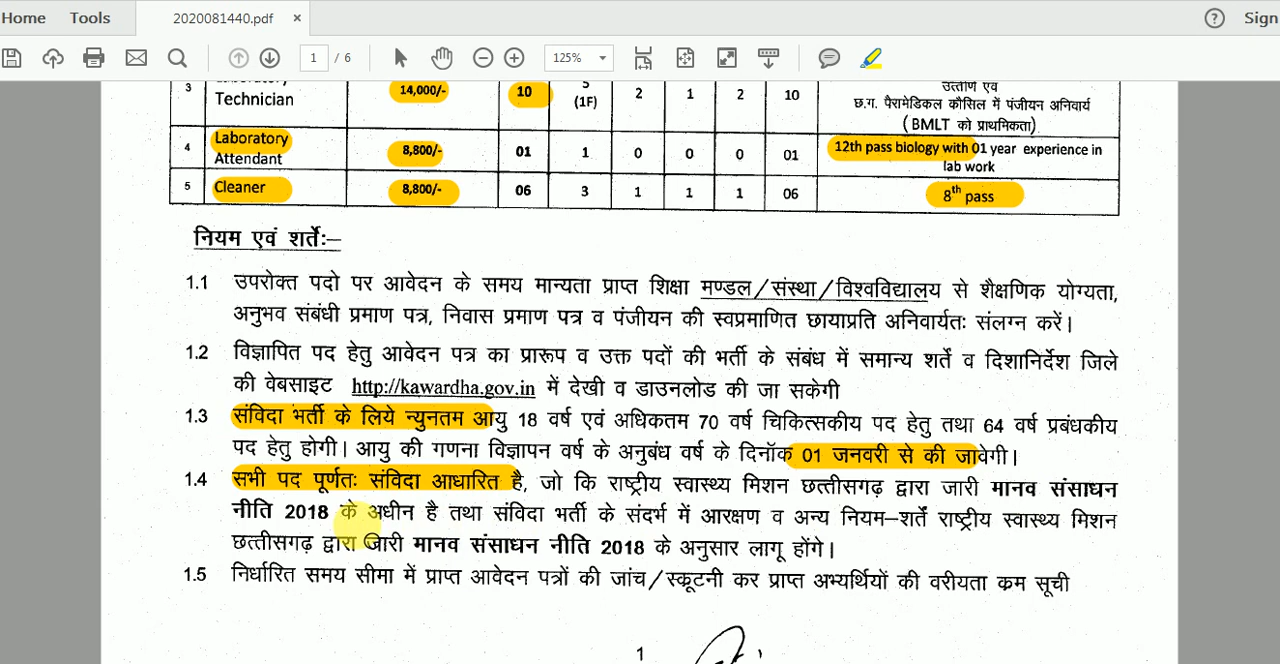 Home Tools 2020081440.pdf × ? Sign
1 / 6 125%
3 Technician 14,000/- 10 5 (1F) 2 1 2 10 उत्तीर्ण एवं
छ.ग. पैरामेडिकल कौसिल में पंजीयन अनिवार्य
(BMLT को प्राथमिकता)
4 Laboratory Attendant 8,800/- 01 1 0 0 0 01 12th pass biology with 01 year experience in
lab work
5 Cleaner 8,800/- 06 3 1 1 1 06 8th pass
नियम एवं शर्ते:–
1.1 उपरोक्त पदो पर आवेदन के समय मान्यता प्राप्त शिक्षा मण्डल/संस्था/विश्वविद्यालय से शैक्षणिक योग्यता,
अनुभव संबंधी प्रमाण पत्र, निवास प्रमाण पत्र व पंजीयन की स्वप्रमाणित छायाप्रति अनिवार्यतः संलग्न करें।
1.2 विज्ञापित पद हेतु आवेदन पत्र का प्रारूप व उक्त पदों की भर्ती के संबंध में समान्य शर्ते व दिशानिर्देश जिले
की वेबसाइट http://kawardha.gov.in में देखी व डाउनलोड की जा सकेगी
1.3 संविदा भर्ती के लिये न्युनतम आयु 18 वर्ष एवं अधिकतम 70 वर्ष चिकित्सकीय पद हेतु तथा 64 वर्ष प्रबंधकीय
पद हेतु होगी। आयु की गणना विज्ञापन वर्ष के अनुबंध वर्ष के दिनॉक 01 जनवरी से की जावेगी।
1.4 सभी पद पूर्णतः संविदा आधारित है, जो कि राष्ट्रीय स्वास्थ्य मिशन छत्तीसगढ़ द्वारा जारी मानव संसाधन
नीति 2018 के अधीन है तथा संविदा भर्ती के संदर्भ में आरक्षण व अन्य नियम–शर्तें राष्ट्रीय स्वास्थ्य मिशन
छत्तीसगढ़ द्वारा जारी मानव संसाधन नीति 2018 के अनुसार लागू होंगे।
1.5 निर्धारित समय सीमा में प्राप्त आवेदन पत्रों की जांच/स्कूटनी कर प्राप्त अभ्यर्थियों की वरीयता क्रम सूची
1